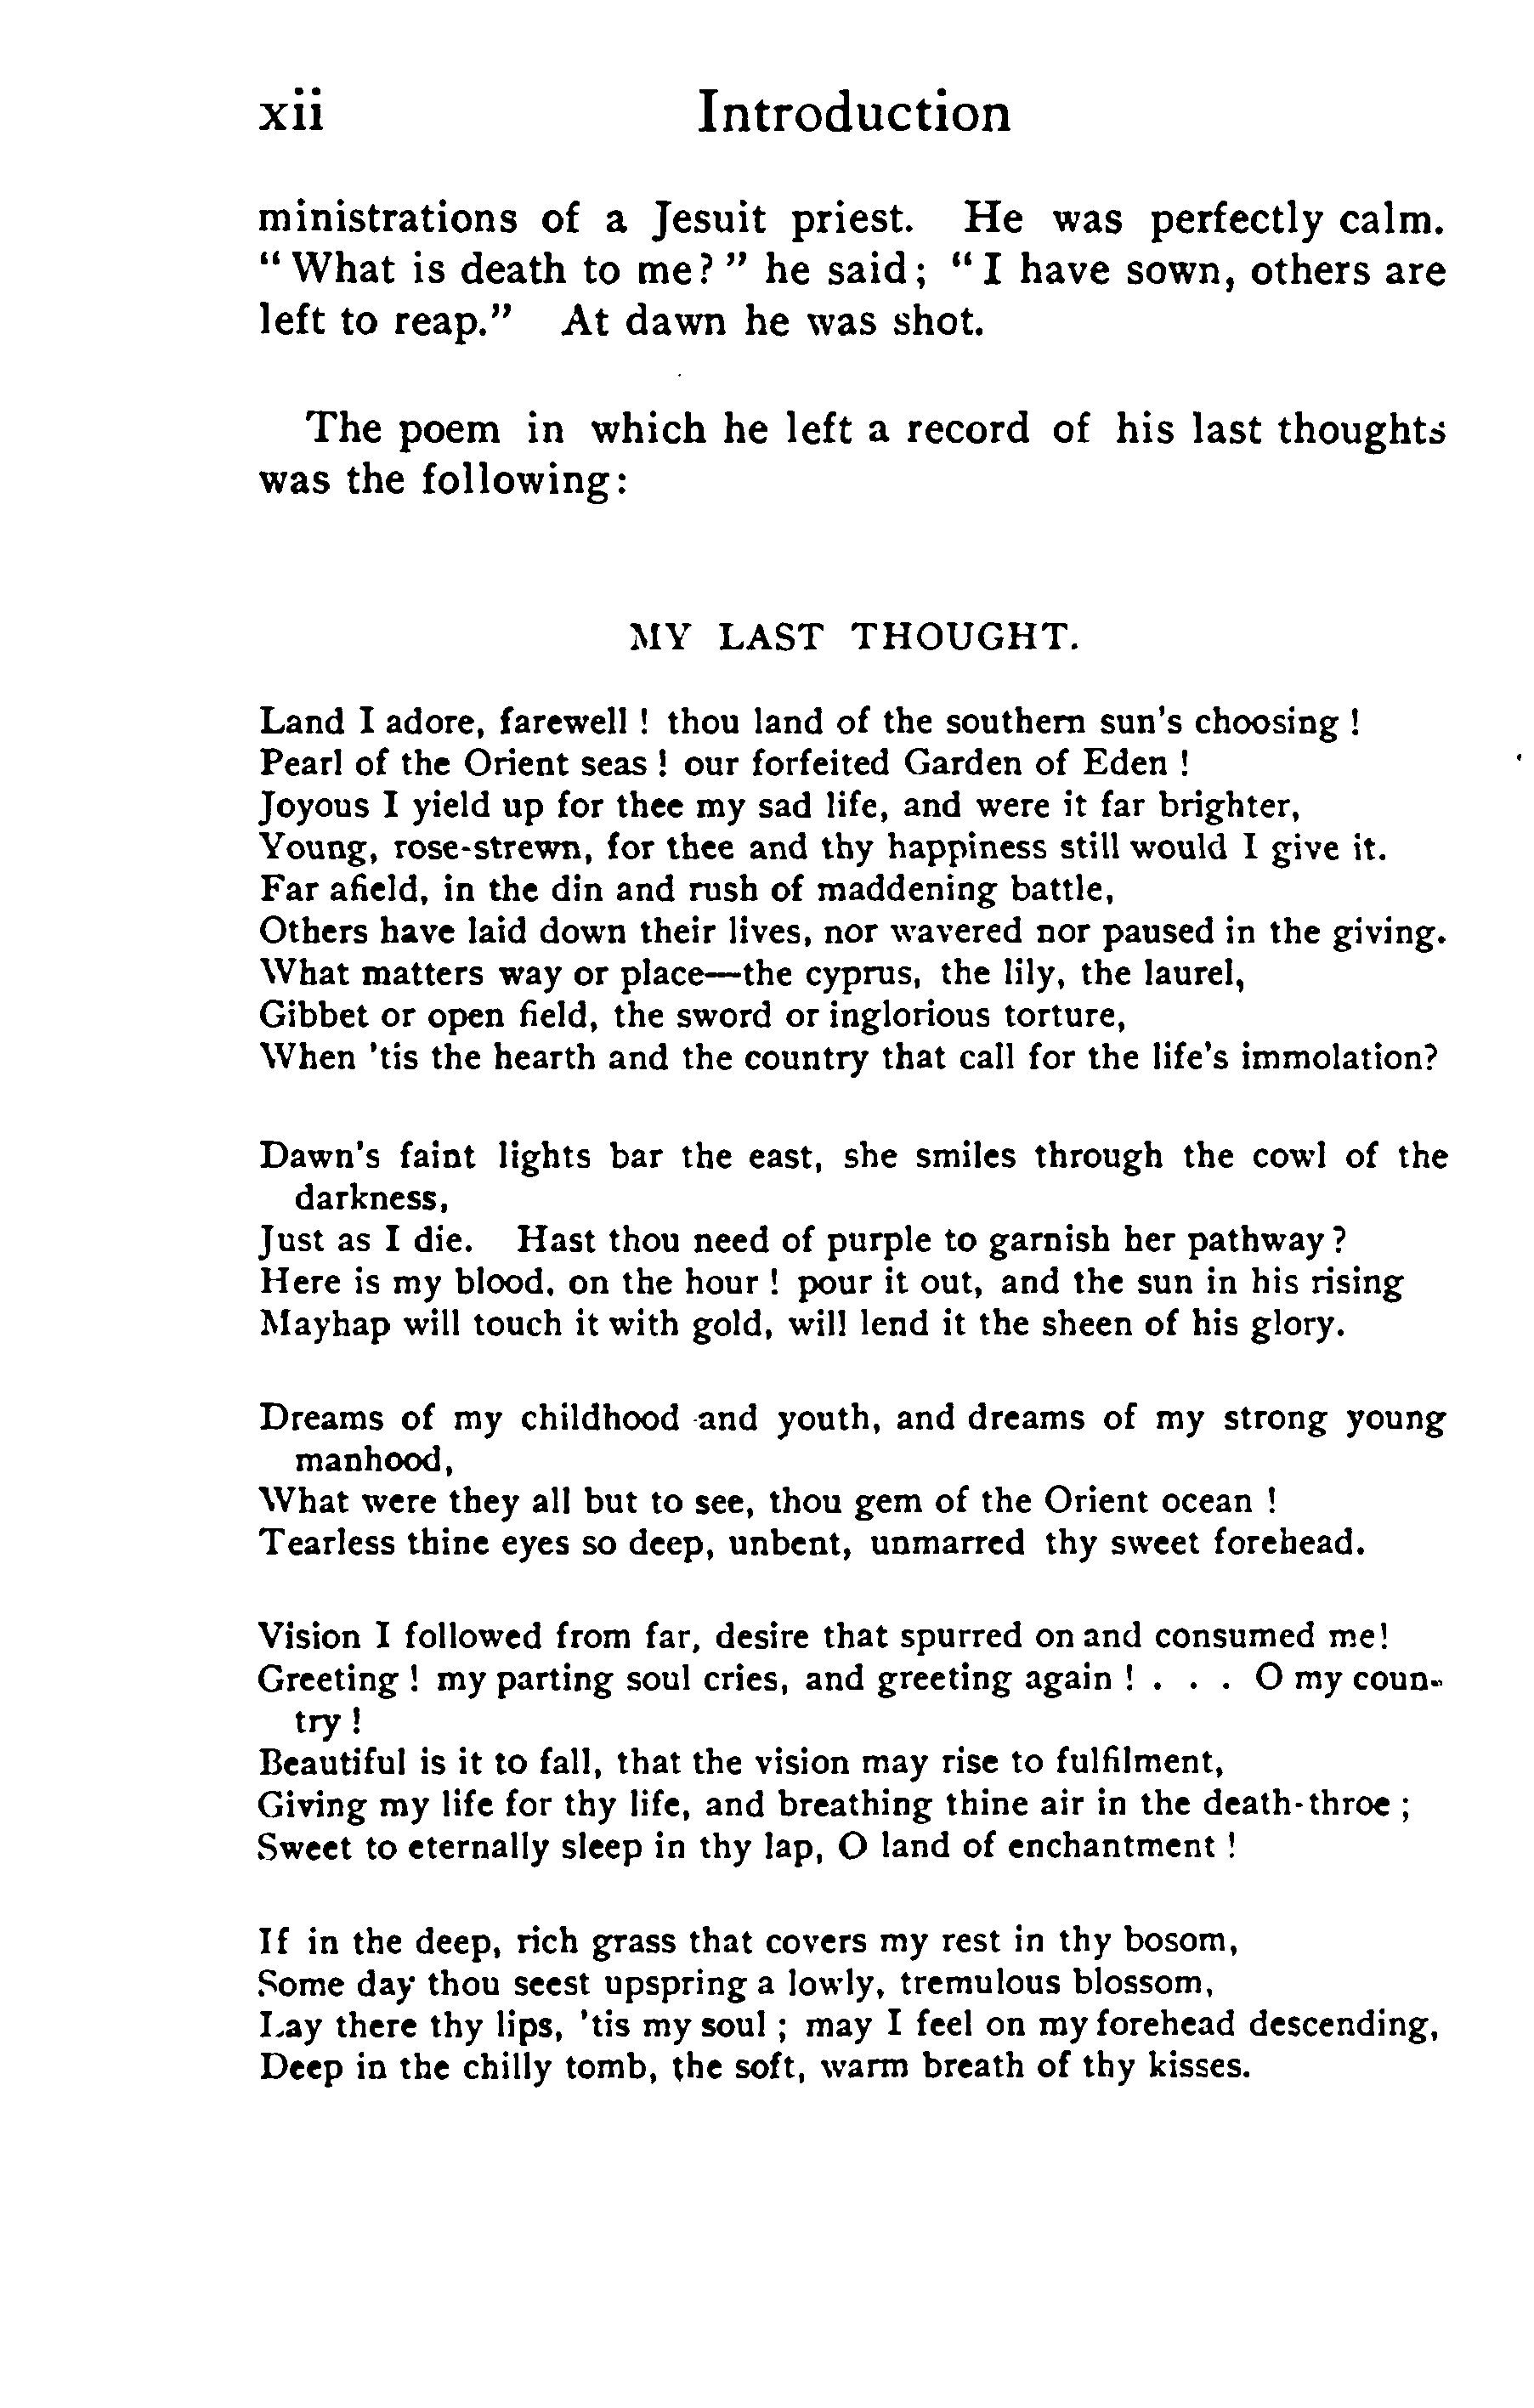 xii Introduction
ministrations of a Jesuit priest. He was perfectly calm.
“What is death to me?” he said; “I have sown, others are
left to reap.” At dawn he was shot.
The poem in which he left a record of his last thoughts
was the following:
MY LAST THOUGHT.
Land I adore, farewell! thou land of the southern sun's choosing!
Pearl of the Orient seas! our forfeited Garden of Eden!
Joyous I yield up for thee my sad life, and were it far brighter,
Young, rose-strewn, for thee and thy happiness still would I give it.
Far afield, in the din and rush of maddening battle,
Others have laid down their lives, nor wavered nor paused in the giving.
What matters way or place—the cyprus, the lily, the laurel,
Gibbet or open field, the sword or inglorious torture,
When 'tis the hearth and the country that call for the life's immolation?
Dawn's faint lights bar the east, she smiles through the cowl of the
darkness,
Just as I die. Hast thou need of purple to garnish her pathway?
Here is my blood, on the hour! pour it out, and the sun in his rising
Mayhap will touch it with gold, will lend it the sheen of his glory.
Dreams of my childhood and youth, and dreams of my strong young
manhood,
What were they all but to see, thou gem of the Orient ocean!
Tearless thine eyes so deep, unbent, unmarred thy sweet forehead.
Vision I followed from far, desire that spurred on and consumed me!
Greeting! my parting soul cries, and greeting again! . . . O my coun-
try!
Beautiful is it to fall, that the vision may rise to fulfilment,
Giving my life for thy life, and breathing thine air in the death-throe;
Sweet to eternally sleep in thy lap, O land of enchantment!
If in the deep, rich grass that covers my rest in thy bosom,
Some day thou seest upspring a lowly, tremulous blossom,
Lay there thy lips, 'tis my soul; may I feel on my forehead descending,
Deep in the chilly tomb, the soft, warm breath of thy kisses.